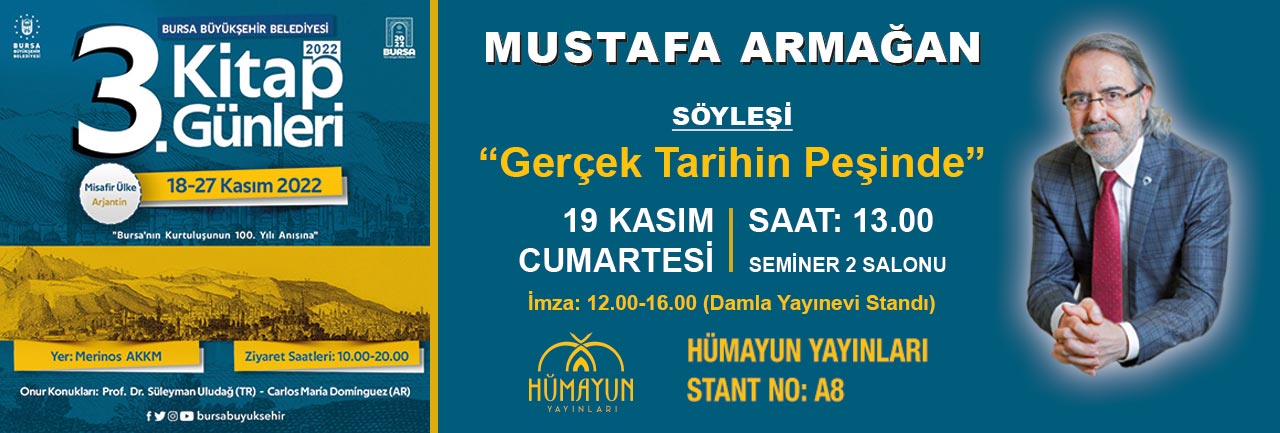 BURSA
BÜYÜKŞEHİR
BELEDİYESİ
BURSA BÜYÜKŞEHİR BELEDİYESİ
2022
BURSA
3. Kitap
2022
Günleri
Misafir Ülke
Arjantin
18-27 Kasım 2022
"Bursa'nın Kurtuluşunun 100. Yılı Anısına"
Yer: Merinos AKKM
Ziyaret Saatleri: 10.00-20.00
Onur Konukları: Prof. Dr. Süleyman Uludağ (TR) - Carlos María Domínguez (AR)
bursabuyuksehir
MUSTAFA ARMAĞAN
SÖYLEŞİ
“Gerçek Tarihin Peşinde”
19 KASIM
CUMARTESİ
SAAT: 13.00
SEMİNER 2 SALONU
İmza: 12.00-16.00 (Damla Yayınevi Standı)
HÜMAYUN
YAYINLARI
HÜMAYUN YAYINLARI
STANT NO: A8